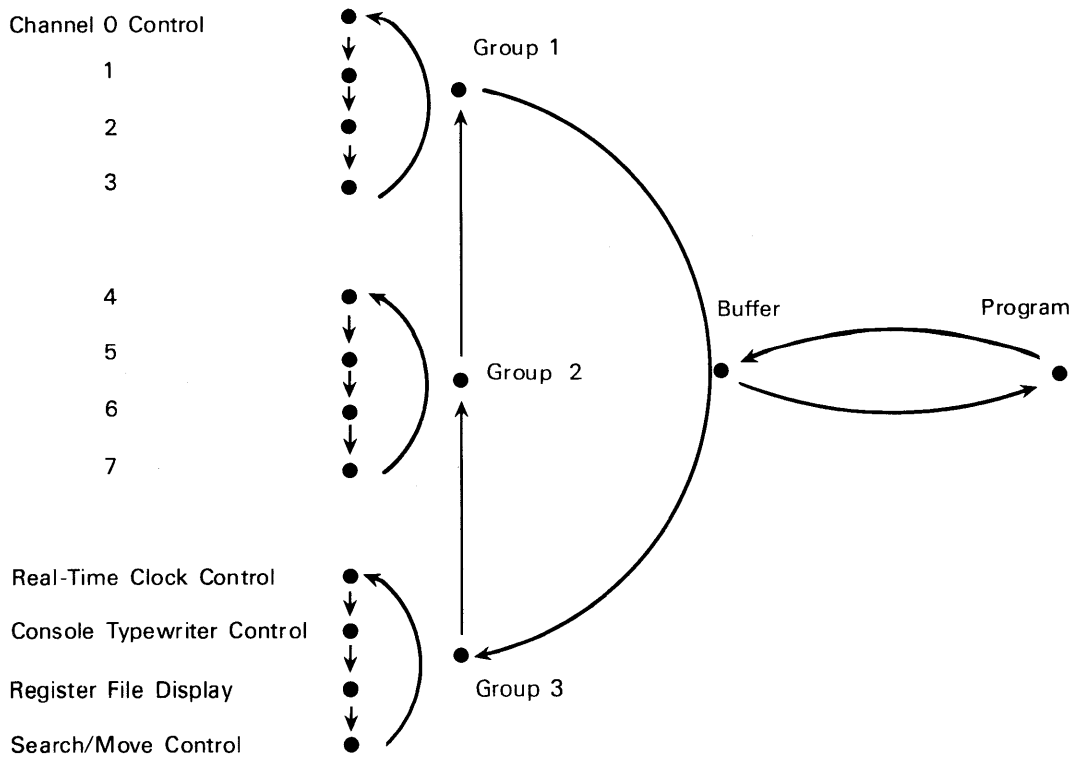 Channel 0 Control
1
2
3
4
5
6
7
Real-Time Clock Control
Console Typewriter Control
Register File Display
Search/Move Control
Group 1
Group 2
Group 3
Buffer
Program